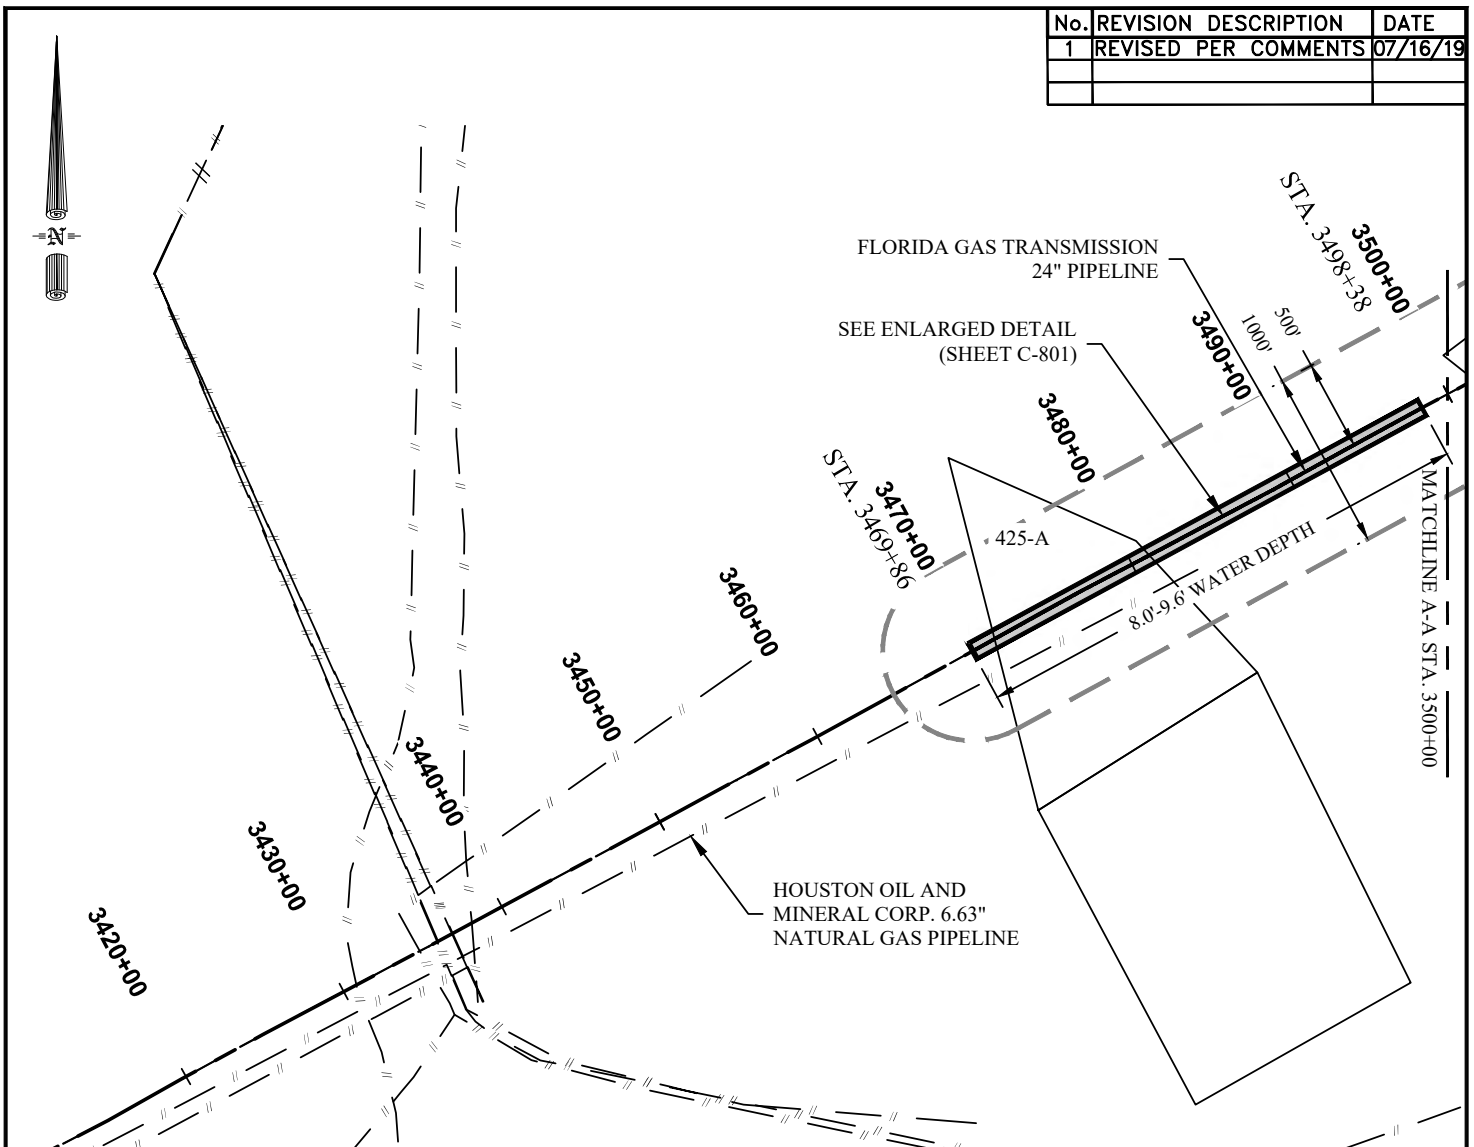 No. REVISION DESCRIPTION DATE
1 REVISED PER COMMENTS 07/16/19
N
FLORIDA GAS TRANSMISSION
24" PIPELINE
SEE ENLARGED DETAIL
(SHEET C-801)
STA. 3498+38
3500+00
500'
1000'
3490+00
3480+00
STA. 3469+86
3470+00
425-A
8.0'-9.6' WATER DEPTH
MATCHLINE A-A STA. 3500+00
3460+00
3450+00
3440+00
3430+00
3420+00
HOUSTON OIL AND
MINERAL CORP. 6.63"
NATURAL GAS PIPELINE